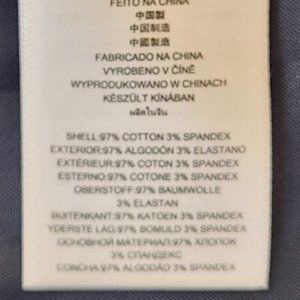 FEITO NA CHINA
中国製
中国制造
中國製造
FABRICADO NA CHINA
VYROBENO V ČÍNĚ
WYPRODUKOWANO W CHINACH
KÉSZÜLT KÍNÁBAN
ผลิตในจีน
SHELL:97% COTTON 3% SPANDEX
EXTERIOR:97% ALGODÓN 3% ELASTANO
EXTÉRIEUR:97% COTON 3% SPANDEX
ESTERNO:97% COTONE 3% SPANDEX
OBERSTOFF:97% BAUMWOLLE
3% ELASTAN
BUITENKANT:97% KATOEN 3% SPANDEX
YDERSTE LAG:97% BOMULD 3% SPANDEX
ОСНОВНОЙ МАТЕРИАЛ:97% ХЛОПОК
3% СПАНДЕКС
CONCHA:97% ALGODÃO 3% SPANDEX